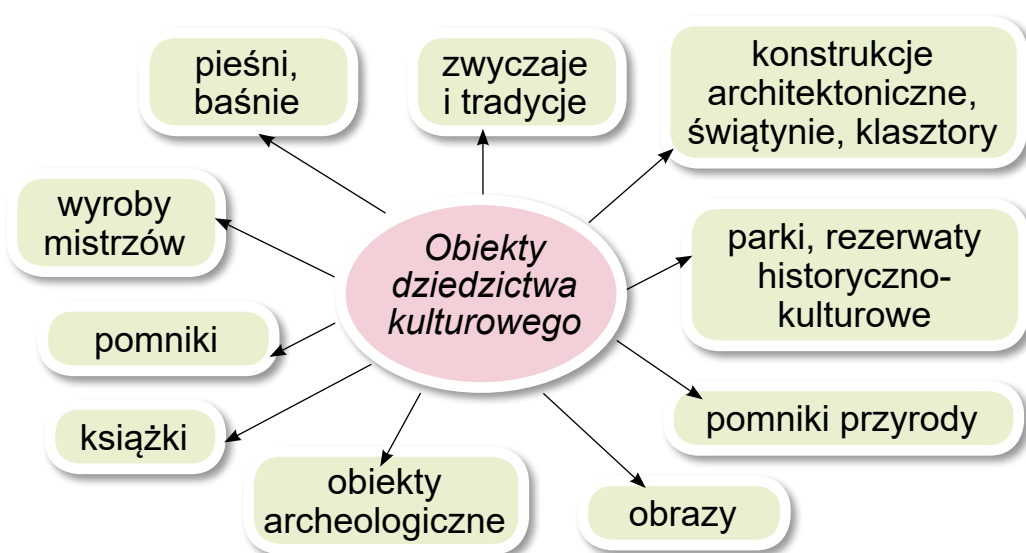 pieśni,
baśnie
zwyczaje
i tradycje
konstrukcje
architektoniczne,
świątynie, klasztory
wyroby
mistrzów
Obiekty
dziedzictwa
kulturowego
parki, rezerwaty
historyczno-
kulturowe
pomniki
pomniki przyrody
książki
obiekty
archeologiczne
obrazy